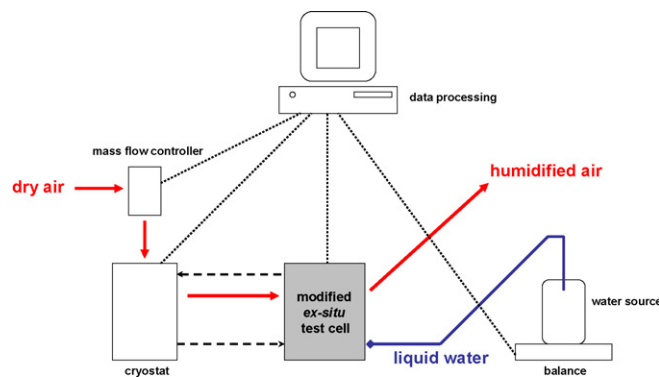 data processing
mass flow controller
dry air
humidified air
modified
ex-situ
test cell
water source
liquid water
cryostat
balance